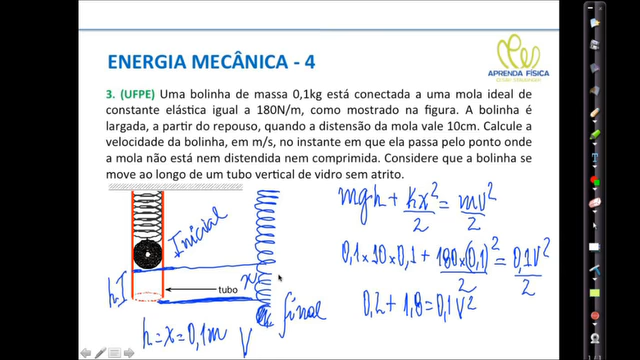 ENERGIA MECÂNICA - 4
APRENDA FÍSICA
3. (UFPE) Uma bolinha de massa 0,1kg está conectada a uma mola ideal de
constante elástica igual a 180N/m, como mostrado na figura. A bolinha é
largada, a partir do repouso, quando a distensão da mola vale 10cm. Calcule a
velocidade da bolinha, em m/s, no instante em que ela passa pelo ponto onde
a mola não está nem distendida nem comprimida. Considere que a bolinha se
move ao longo de um tubo vertical de vidro sem atrito.
Inicial
h
x
tubo
final
h = x = 0,1m
V
mgh + kx²/2 = mv²/2
0,1 x 10 x 0,1 + 180 x (0,1)²/2 = 0,1v²/2
0,2 + 1,8 = 0,1 V²